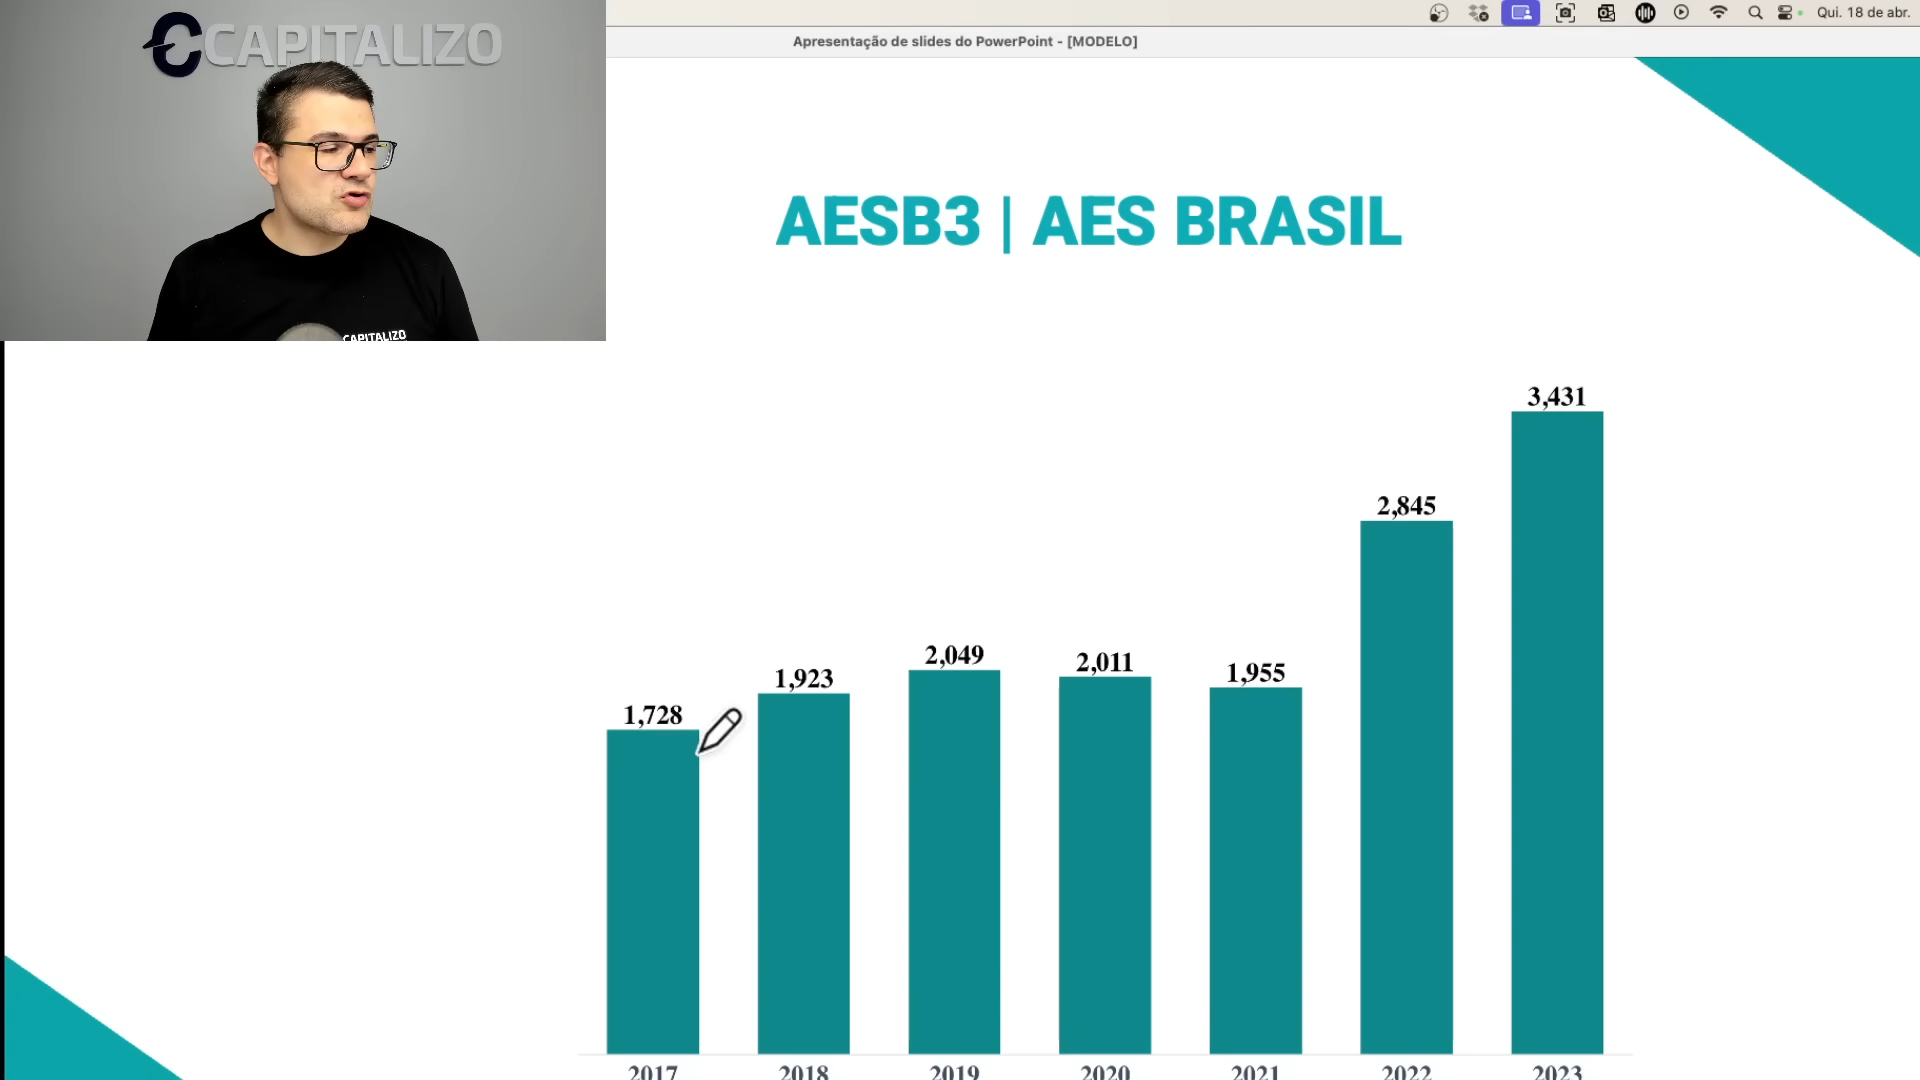 CAPITALIZO
Qui. 18 de abr.
Apresentação de slides do PowerPoint - [MODELO]
AESB3 | AES BRASIL
CAPITALIZO
3,431
2,845
2,049
2,011
1,955
1,923
1,728
2017 2018 2019 2020 2021 2022 2023